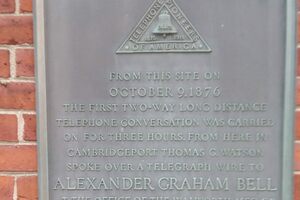 TELEPHONE PIONEERS
OF AMERICA
FROM THIS SITE ON
OCTOBER 9, 1876
THE FIRST TWO-WAY LONG DISTANCE
TELEPHONE CONVERSATION WAS CARRIED
ON FOR THREE HOURS. FROM HERE IN
CAMBRIDGEPORT THOMAS G. WATSON
SPOKE OVER A TELEGRAPH WIRE TO
ALEXANDER GRAHAM BELL